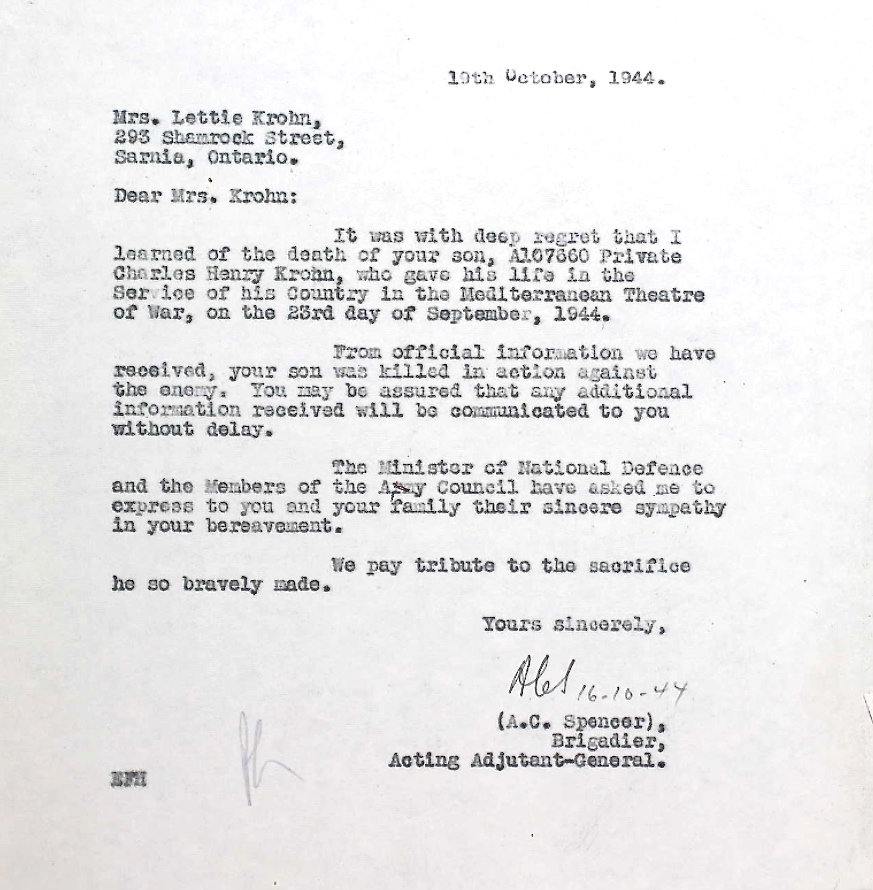 19th October, 1944.
Mrs. Lettie Krohn,
293 Shamrock Street,
Sarnia, Ontario.
Dear Mrs. Krohn:
It was with deep regret that I
learned of the death of your son, A107660 Private
Charles Henry Krohn, who gave his life in the
Service of his Country in the Mediterranean Theatre
of War, on the 23rd day of September, 1944.
From official information we have
received, your son was killed in action against
the enemy. You may be assured that any additional
information received will be communicated to you
without delay.
The Minister of National Defence
and the Members of the Army Council have asked me to
express to you and your family their sincere sympathy
in your bereavement.
We pay tribute to the sacrifice
he so bravely made.
Yours sincerely,
16-10-44
(A.C. Spencer),
Brigadier,
Acting Adjutant-General.
EFH